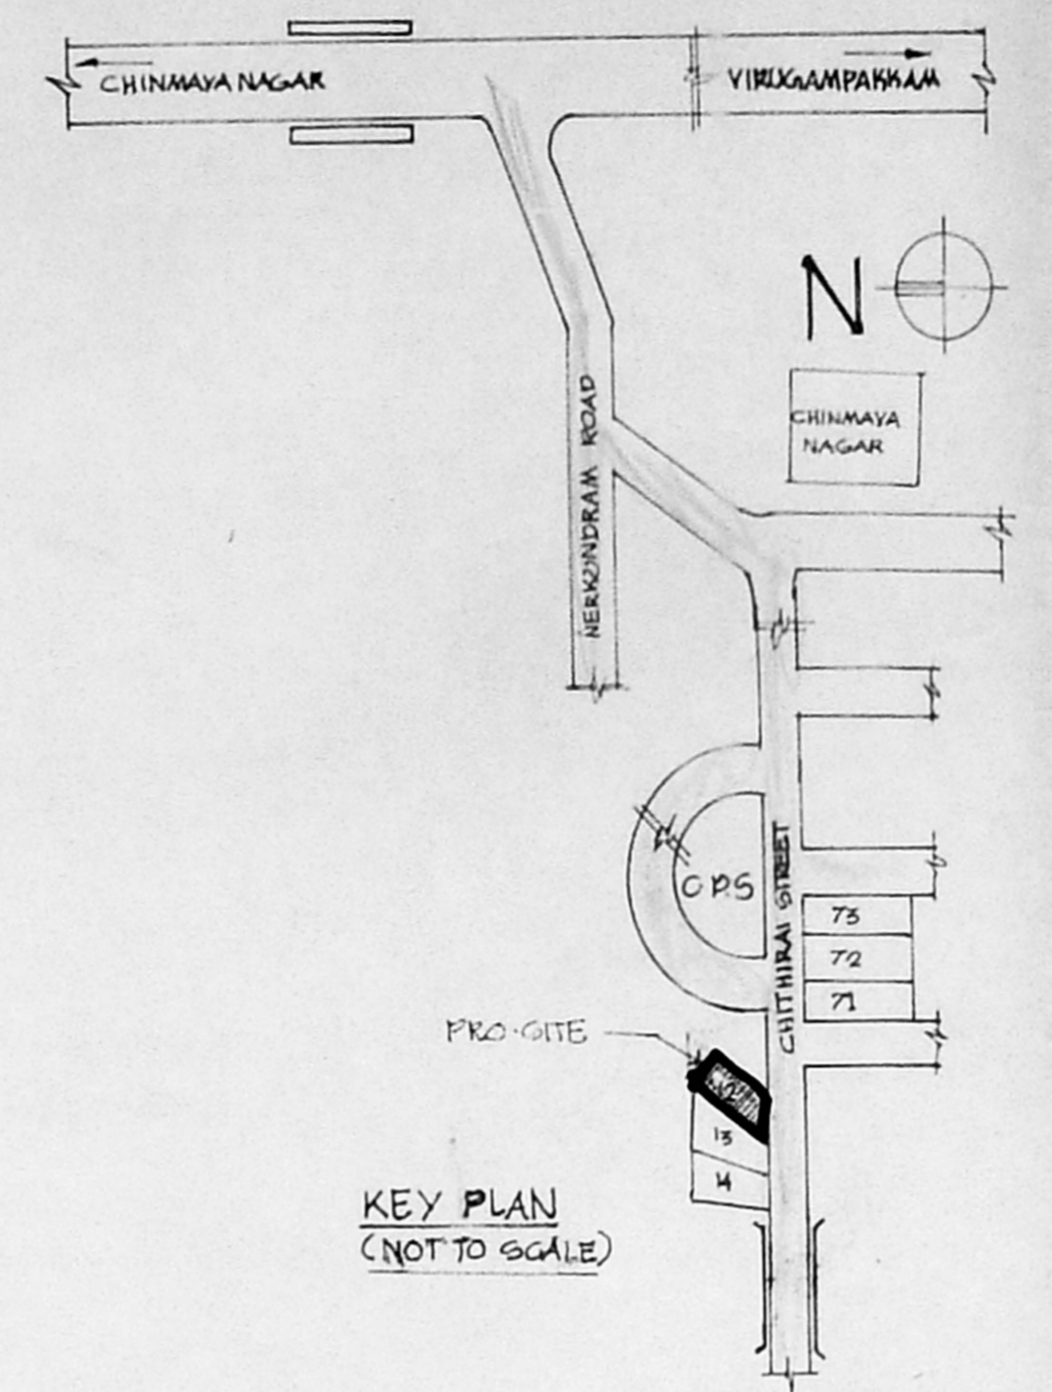 CHINMAYA NAGAR
VIRUGAMPAKKAM
N
CHINMAYA
NAGAR
NERKUNDRAM ROAD
O.P.S
CHITHIRAI STREET
73
72
71
PRO.SITE
12
13
14
KEY PLAN
(NOT TO SCALE)